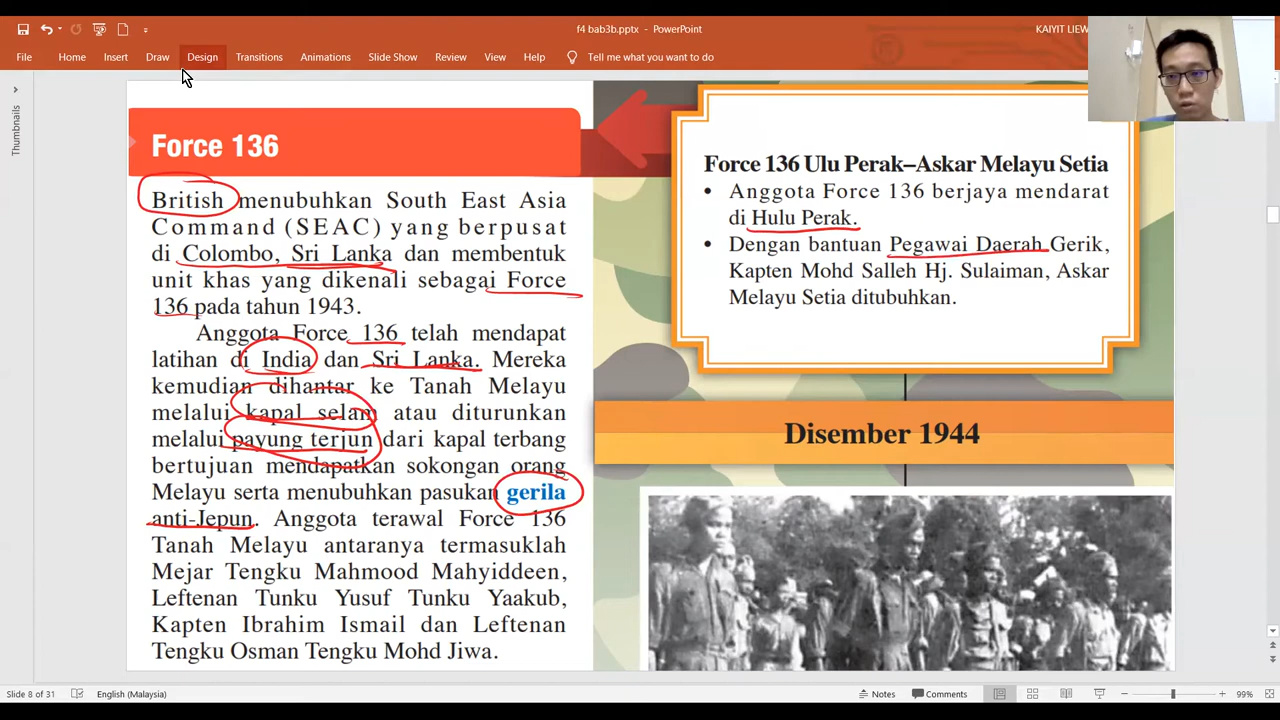 f4 bab3b.pptx - PowerPoint
KAIYIT LIEW
File Home Insert Draw Design Transitions Animations Slide Show Review View Help Tell me what you want to do
Thumbnails
Force 136
British menubuhkan South East Asia
Command (SEAC) yang berpusat
di Colombo, Sri Lanka dan membentuk
unit khas yang dikenali sebagai Force
136 pada tahun 1943.
Anggota Force 136 telah mendapat
latihan di India dan Sri Lanka. Mereka
kemudian dihantar ke Tanah Melayu
melalui kapal selam atau diturunkan
melalui payung terjun dari kapal terbang
bertujuan mendapatkan sokongan orang
Melayu serta menubuhkan pasukan gerila
anti-Jepun. Anggota terawal Force 136
Tanah Melayu antaranya termasuklah
Mejar Tengku Mahmood Mahyiddeen,
Leftenan Tunku Yusuf Tunku Yaakub,
Kapten Ibrahim Ismail dan Leftenan
Tengku Osman Tengku Mohd Jiwa.
Force 136 Ulu Perak–Askar Melayu Setia
• Anggota Force 136 berjaya mendarat
di Hulu Perak.
• Dengan bantuan Pegawai Daerah Gerik,
Kapten Mohd Salleh Hj. Sulaiman, Askar
Melayu Setia ditubuhkan.
Disember 1944
Slide 8 of 31 English (Malaysia) Notes Comments 99%